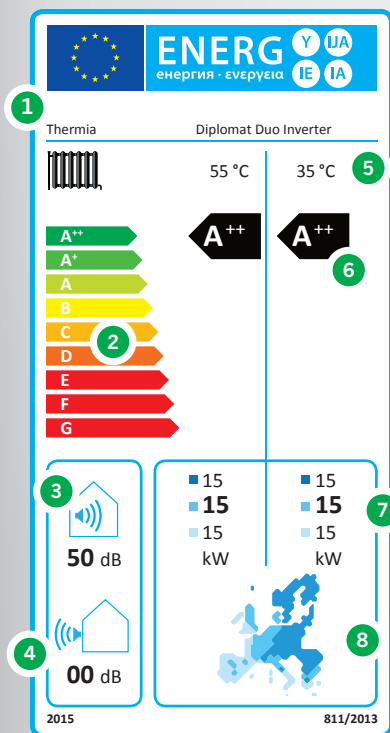 ENERG Y IJA
енергия · ενεργεια IE IA
1
Thermia Diplomat Duo Inverter
55 °C 35 °C 5
A++ A++ A++
A+ 6
A
B
C 2
D
E
F
G
3 15 15
15 15 7
15 15
50 dB kW kW
4 8
00 dB
2015 811/2013